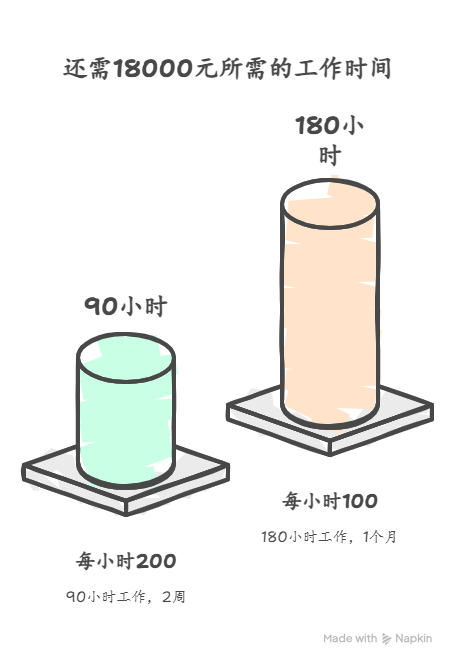 还需18000元所需的工作时间
180小
时
90小时
每小时100
180小时工作，1个月
每小时200
90小时工作，2周
Made with Napkin